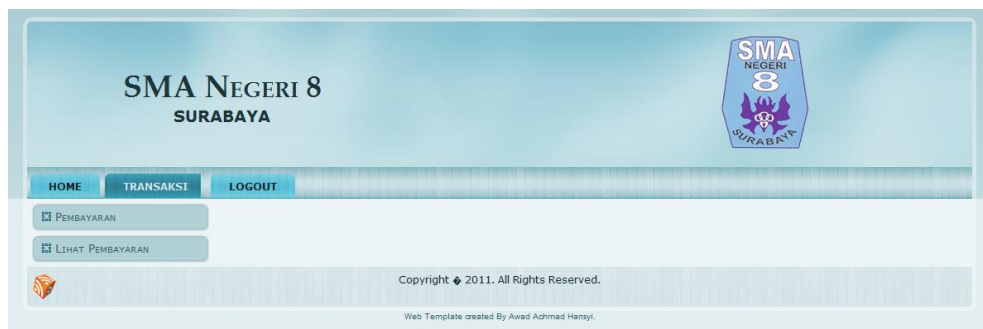 SMA NEGERI 8
SURABAYA
SMA
NEGERI
8
SURABAYA
HOME TRANSAKSI LOGOUT
PEMBAYARAN
LIHAT PEMBAYARAN
Copyright � 2011. All Rights Reserved.
Web Template created By Awad Achmad Hansyi.